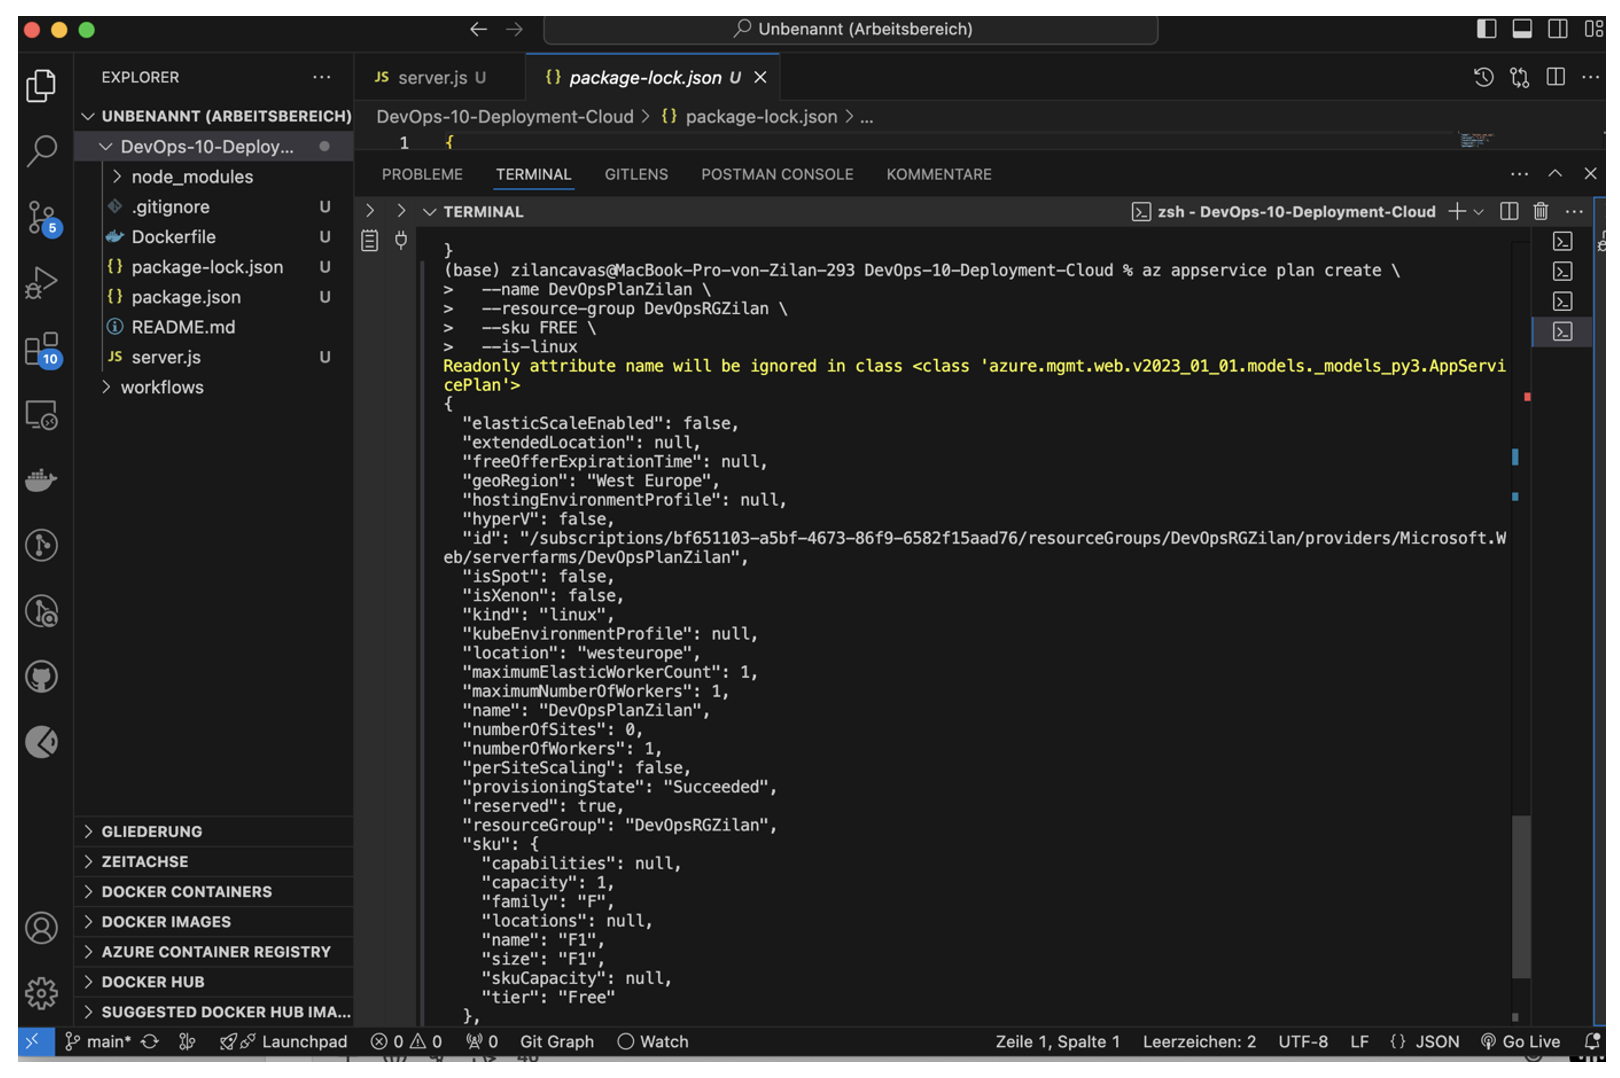 Unbenannt (Arbeitsbereich)
EXPLORER
JS server.js U
{} package-lock.json U
UNBENANNT (ARBEITSBEREICH)
DevOps-10-Deployment-Cloud > {} package-lock.json > ...
DevOps-10-Deploy...
1 {
node_modules
PROBLEME TERMINAL GITLENS POSTMAN CONSOLE KOMMENTARE
.gitignore U
TERMINAL
zsh - DevOps-10-Deployment-Cloud
Dockerfile U
{} package-lock.json U
{} package.json U
README.md
JS server.js U
workflows
}
(base) zilancavas@MacBook-Pro-von-Zilan-293 DevOps-10-Deployment-Cloud % az appservice plan create \
>   --name DevOpsPlanZilan \
>   --resource-group DevOpsRGZilan \
>   --sku FREE \
>   --is-linux
Readonly attribute name will be ignored in class <class 'azure.mgmt.web.v2023_01_01.models._models_py3.AppServi
cePlan'>
{
"elasticScaleEnabled": false,
"extendedLocation": null,
"freeOfferExpirationTime": null,
"geoRegion": "West Europe",
"hostingEnvironmentProfile": null,
"hyperV": false,
"id": "/subscriptions/bf651103-a5bf-4673-86f9-6582f15aad76/resourceGroups/DevOpsRGZilan/providers/Microsoft.W
eb/serverfarms/DevOpsPlanZilan",
"isSpot": false,
"isXenon": false,
"kind": "linux",
"kubeEnvironmentProfile": null,
"location": "westeurope",
"maximumElasticWorkerCount": 1,
"maximumNumberOfWorkers": 1,
"name": "DevOpsPlanZilan",
"numberOfSites": 0,
"numberOfWorkers": 1,
"perSiteScaling": false,
"provisioningState": "Succeeded",
"reserved": true,
"resourceGroup": "DevOpsRGZilan",
"sku": {
"capabilities": null,
"capacity": 1,
"family": "F",
"locations": null,
"name": "F1",
"size": "F1",
"skuCapacity": null,
"tier": "Free"
},
5
10
GLIEDERUNG
ZEITACHSE
DOCKER CONTAINERS
DOCKER IMAGES
AZURE CONTAINER REGISTRY
DOCKER HUB
SUGGESTED DOCKER HUB IMA...
main* Launchpad 0 0 0 Git Graph Watch Zeile 1, Spalte 1 Leerzeichen: 2 UTF-8 LF {} JSON Go Live